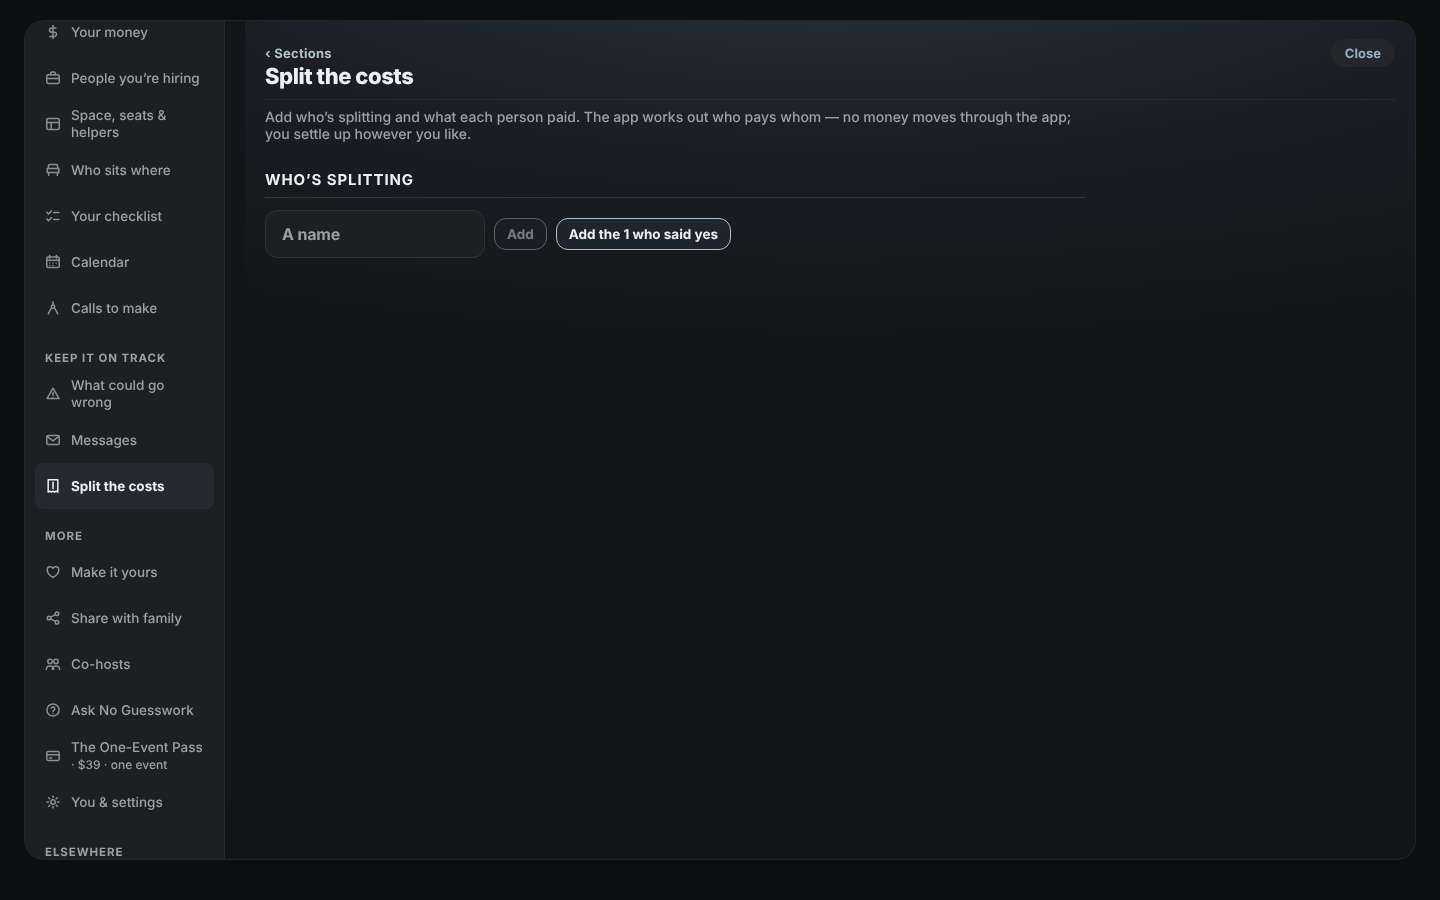 Your money
People you’re hiring
Space, seats &
helpers
Who sits where
Your checklist
Calendar
Calls to make
KEEP IT ON TRACK
What could go
wrong
Messages
Split the costs
MORE
Make it yours
Share with family
Co-hosts
Ask No Guesswork
The One-Event Pass
· $39 · one event
You & settings
ELSEWHERE
‹ Sections
Close
Split the costs
Add who’s splitting and what each person paid. The app works out who pays whom — no money moves through the app;
you settle up however you like.
WHO’S SPLITTING
A name
Add
Add the 1 who said yes